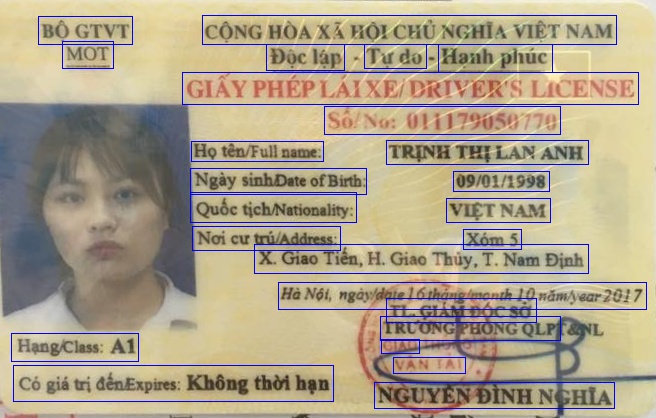 BỘ GTVT
MOT
CỘNG HÒA XÃ HỘI CHỦ NGHĨA VIỆT NAM
Độc lập - Tự do - Hạnh phúc
GIẤY PHÉP LÁI XE/ DRIVER'S LICENSE
Số/No: 011179050770
Họ tên/Full name: TRỊNH THỊ LAN ANH
Ngày sinh/Date of Birth: 09/01/1998
Quốc tịch/Nationality: VIỆT NAM
Nơi cư trú/Address: Xóm 5
X. Giao Tiến, H. Giao Thủy, T. Nam Định
Hà Nội, ngày/date 16 tháng/month 10 năm/year 2017
TL. GIÁM ĐỐC SỞ
TRƯỞNG PHÒNG QLPT&NL
Hạng/Class: A1
GIAO THÔNG
VẬN TẢI
Có giá trị đến/Expires: Không thời hạn
NGUYỄN ĐÌNH NGHĨA